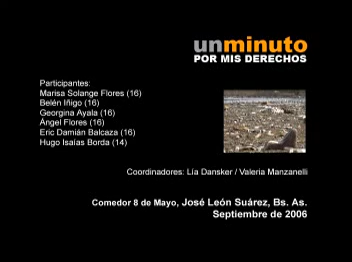 unminuto
POR MIS DERECHOS
Participantes:
Marisa Solange Flores (16)
Belén Iñigo (16)
Georgina Ayala (16)
Ángel Flores (16)
Eric Damián Balcaza (16)
Hugo Isaías Borda (14)
Coordinadores: Lía Dansker / Valeria Manzanelli
Comedor 8 de Mayo, José León Suárez, Bs. As.
Septiembre de 2006